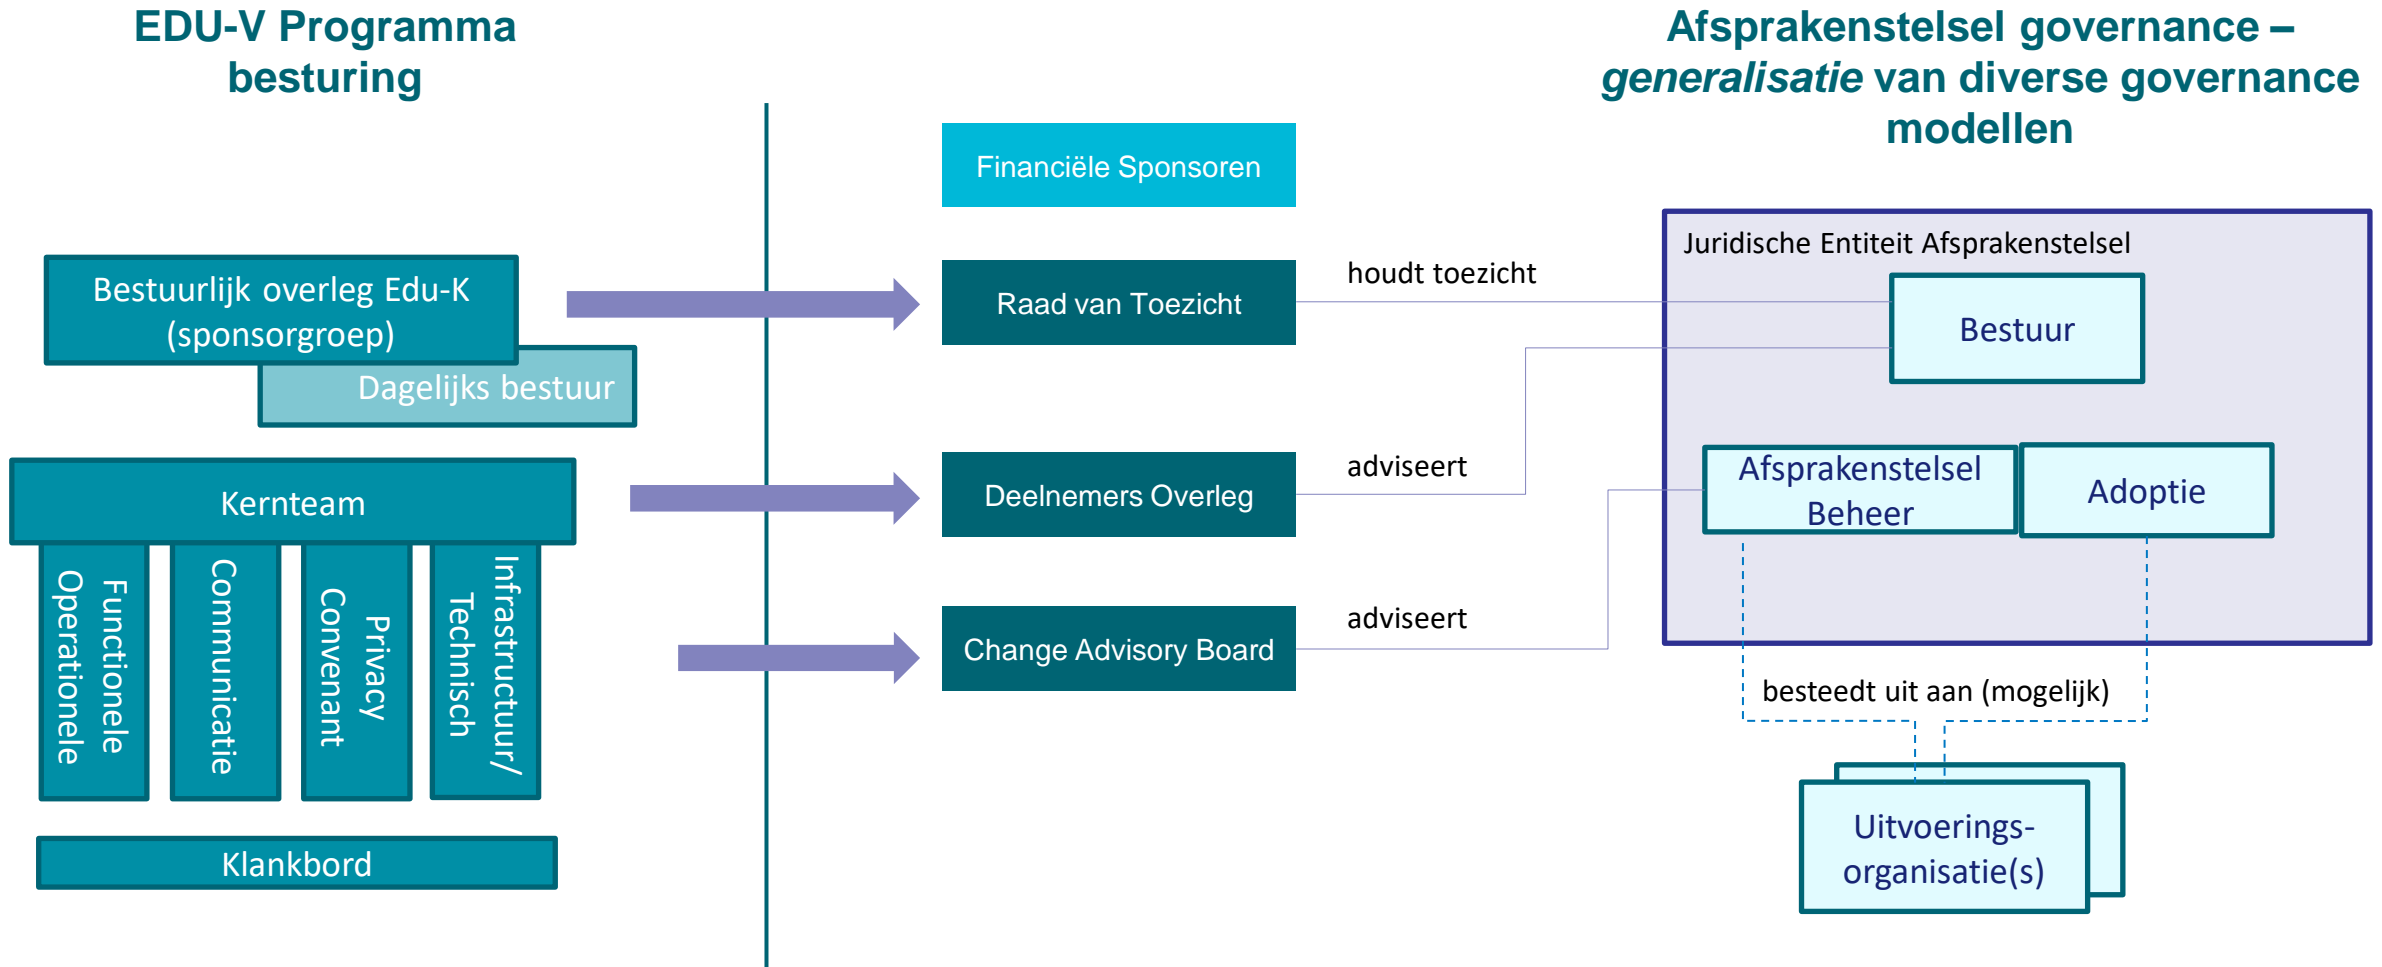 EDU-V Programma
besturing
Bestuurlijk overleg Edu-K
(sponsorgroep)
Dagelijks bestuur
Kernteam
Functionele
Operationele
Communicatie
Privacy
Convenant
Infrastructuur/
Technisch
Klankbord
Financiële Sponsoren
Raad van Toezicht
Deelnemers Overleg
Change Advisory Board
houdt toezicht
adviseert
adviseert
Afsprakenstelsel governance –
generalisatie van diverse governance
modellen
Juridische Entiteit Afsprakenstelsel
Bestuur
Afsprakenstelsel
Beheer
Adoptie
besteedt uit aan (mogelijk)
Uitvoerings-
organisatie(s)